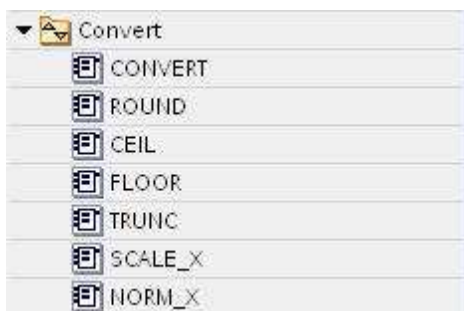 Convert
CONVERT
ROUND
CEIL
FLOOR
TRUNC
SCALE_X
NORM_X